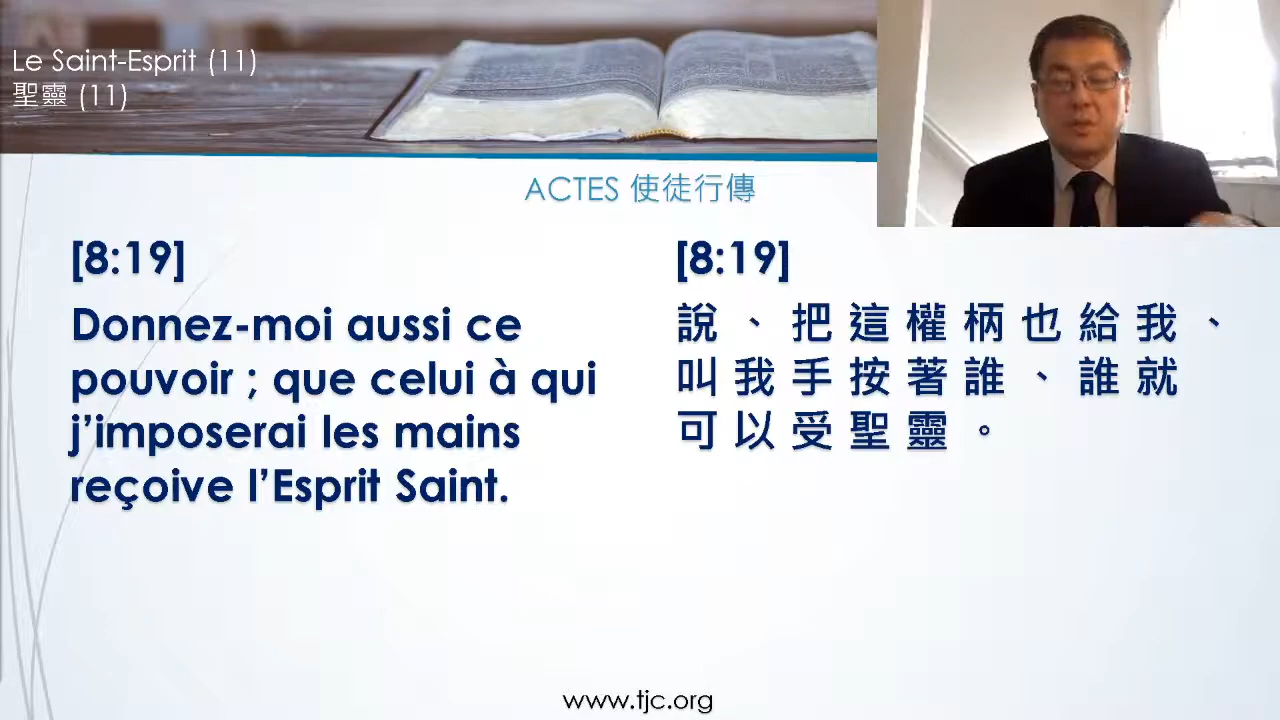 Le Saint-Esprit (11)
聖靈 (11)
ACTES 使徒行傳
[8:19]
Donnez-moi aussi ce
pouvoir ; que celui à qui
j’imposerai les mains
reçoive l’Esprit Saint.
[8:19]
說、把這權柄也給我、
叫我手按著誰、誰就
可以受聖靈。
www.tjc.org